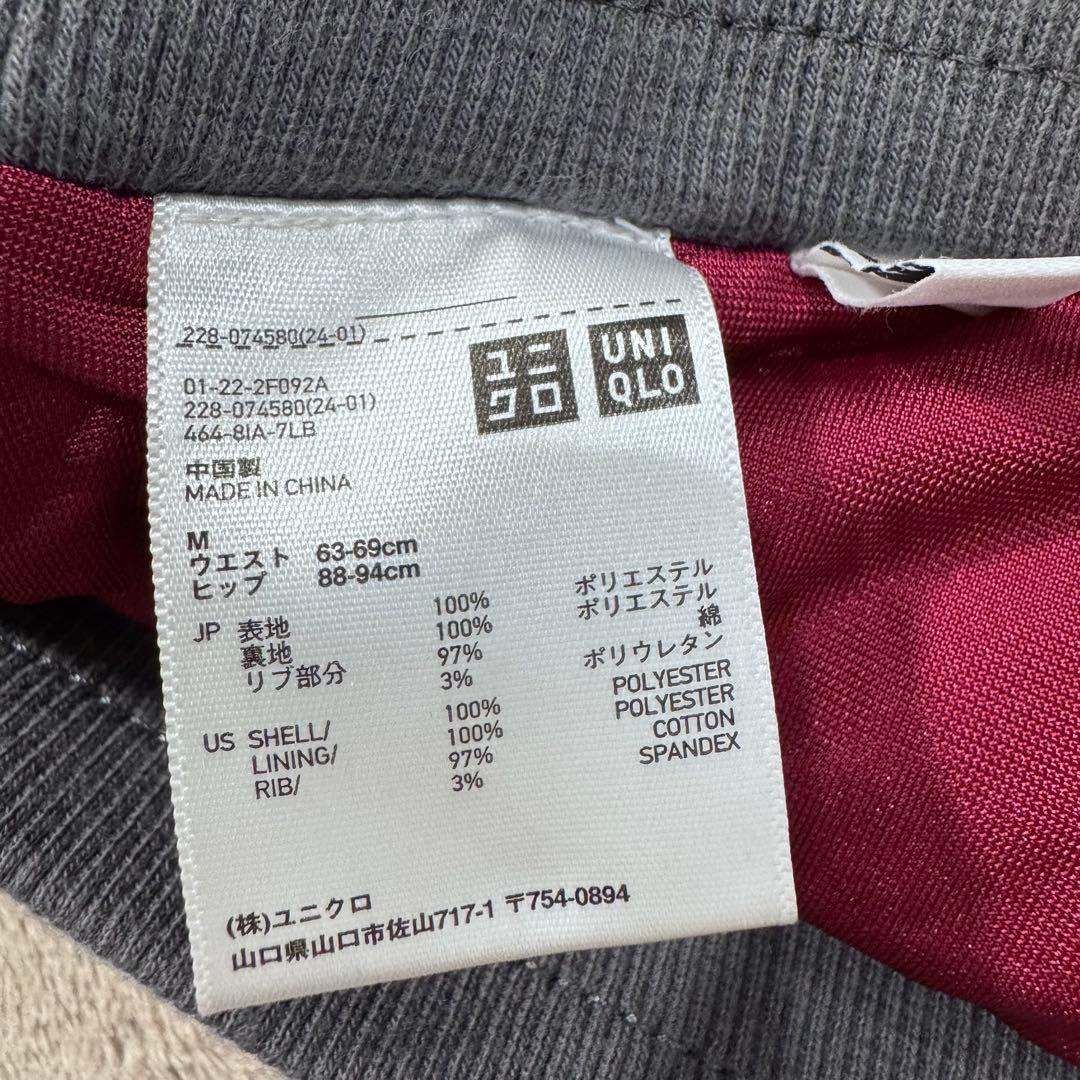 228-074580(24-01)
ユニクロ
UNIQLO
01-22-2F092A
228-074580(24-01)
464-8IA-7LB
中国製
MADE IN CHINA
M
ウエスト 63-69cm
ヒップ 88-94cm
JP 表地 100% ポリエステル
裏地 100% ポリエステル
リブ部分 97% 綿
3% ポリウレタン
US SHELL/ 100% POLYESTER
LINING/ 100% POLYESTER
RIB/ 97% COTTON
3% SPANDEX
(株)ユニクロ
山口県山口市佐山717-1 〒754-0894